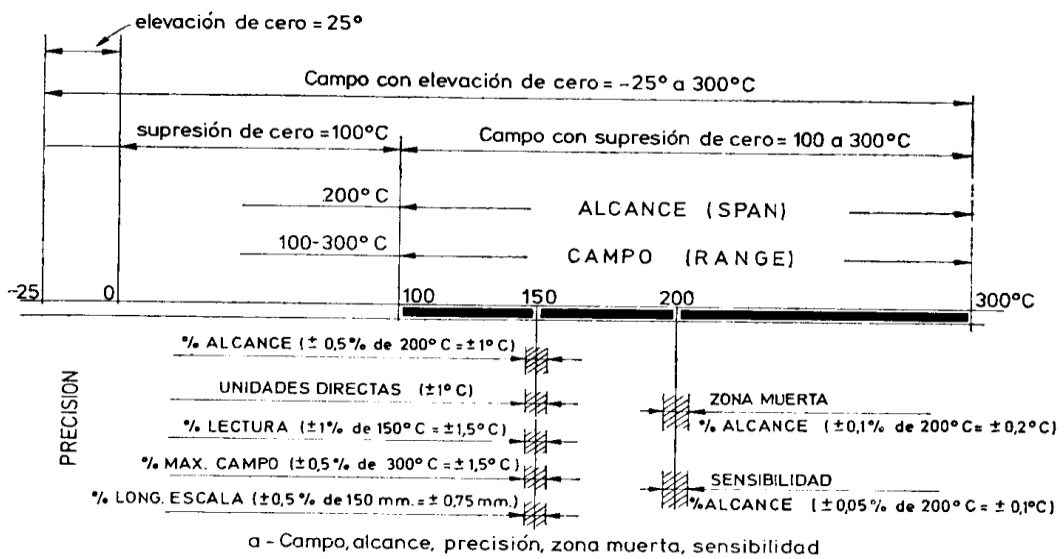 elevación de cero = 25°
Campo con elevación de cero = -25° a 300°C
supresión de cero = 100°C
Campo con supresión de cero = 100 a 300°C
200° C
ALCANCE (SPAN)
100-300° C
CAMPO (RANGE)
-25
0
100
150
200
300°C
PRECISION
% ALCANCE (± 0,5% de 200°C = ±1°C)
UNIDADES DIRECTAS (±1°C)
% LECTURA (±1% de 150°C = ±1,5°C)
% MAX. CAMPO (±0,5% de 300°C = ±1,5°C)
% LONG. ESCALA (±0,5% de 150 mm. = ± 0,75 mm.)
ZONA MUERTA
% ALCANCE (±0,1% de 200°C = ±0,2°C)
SENSIBILIDAD
% ALCANCE (±0,05% de 200°C = ± 0,1°C)
a - Campo, alcance, precisión, zona muerta, sensibilidad